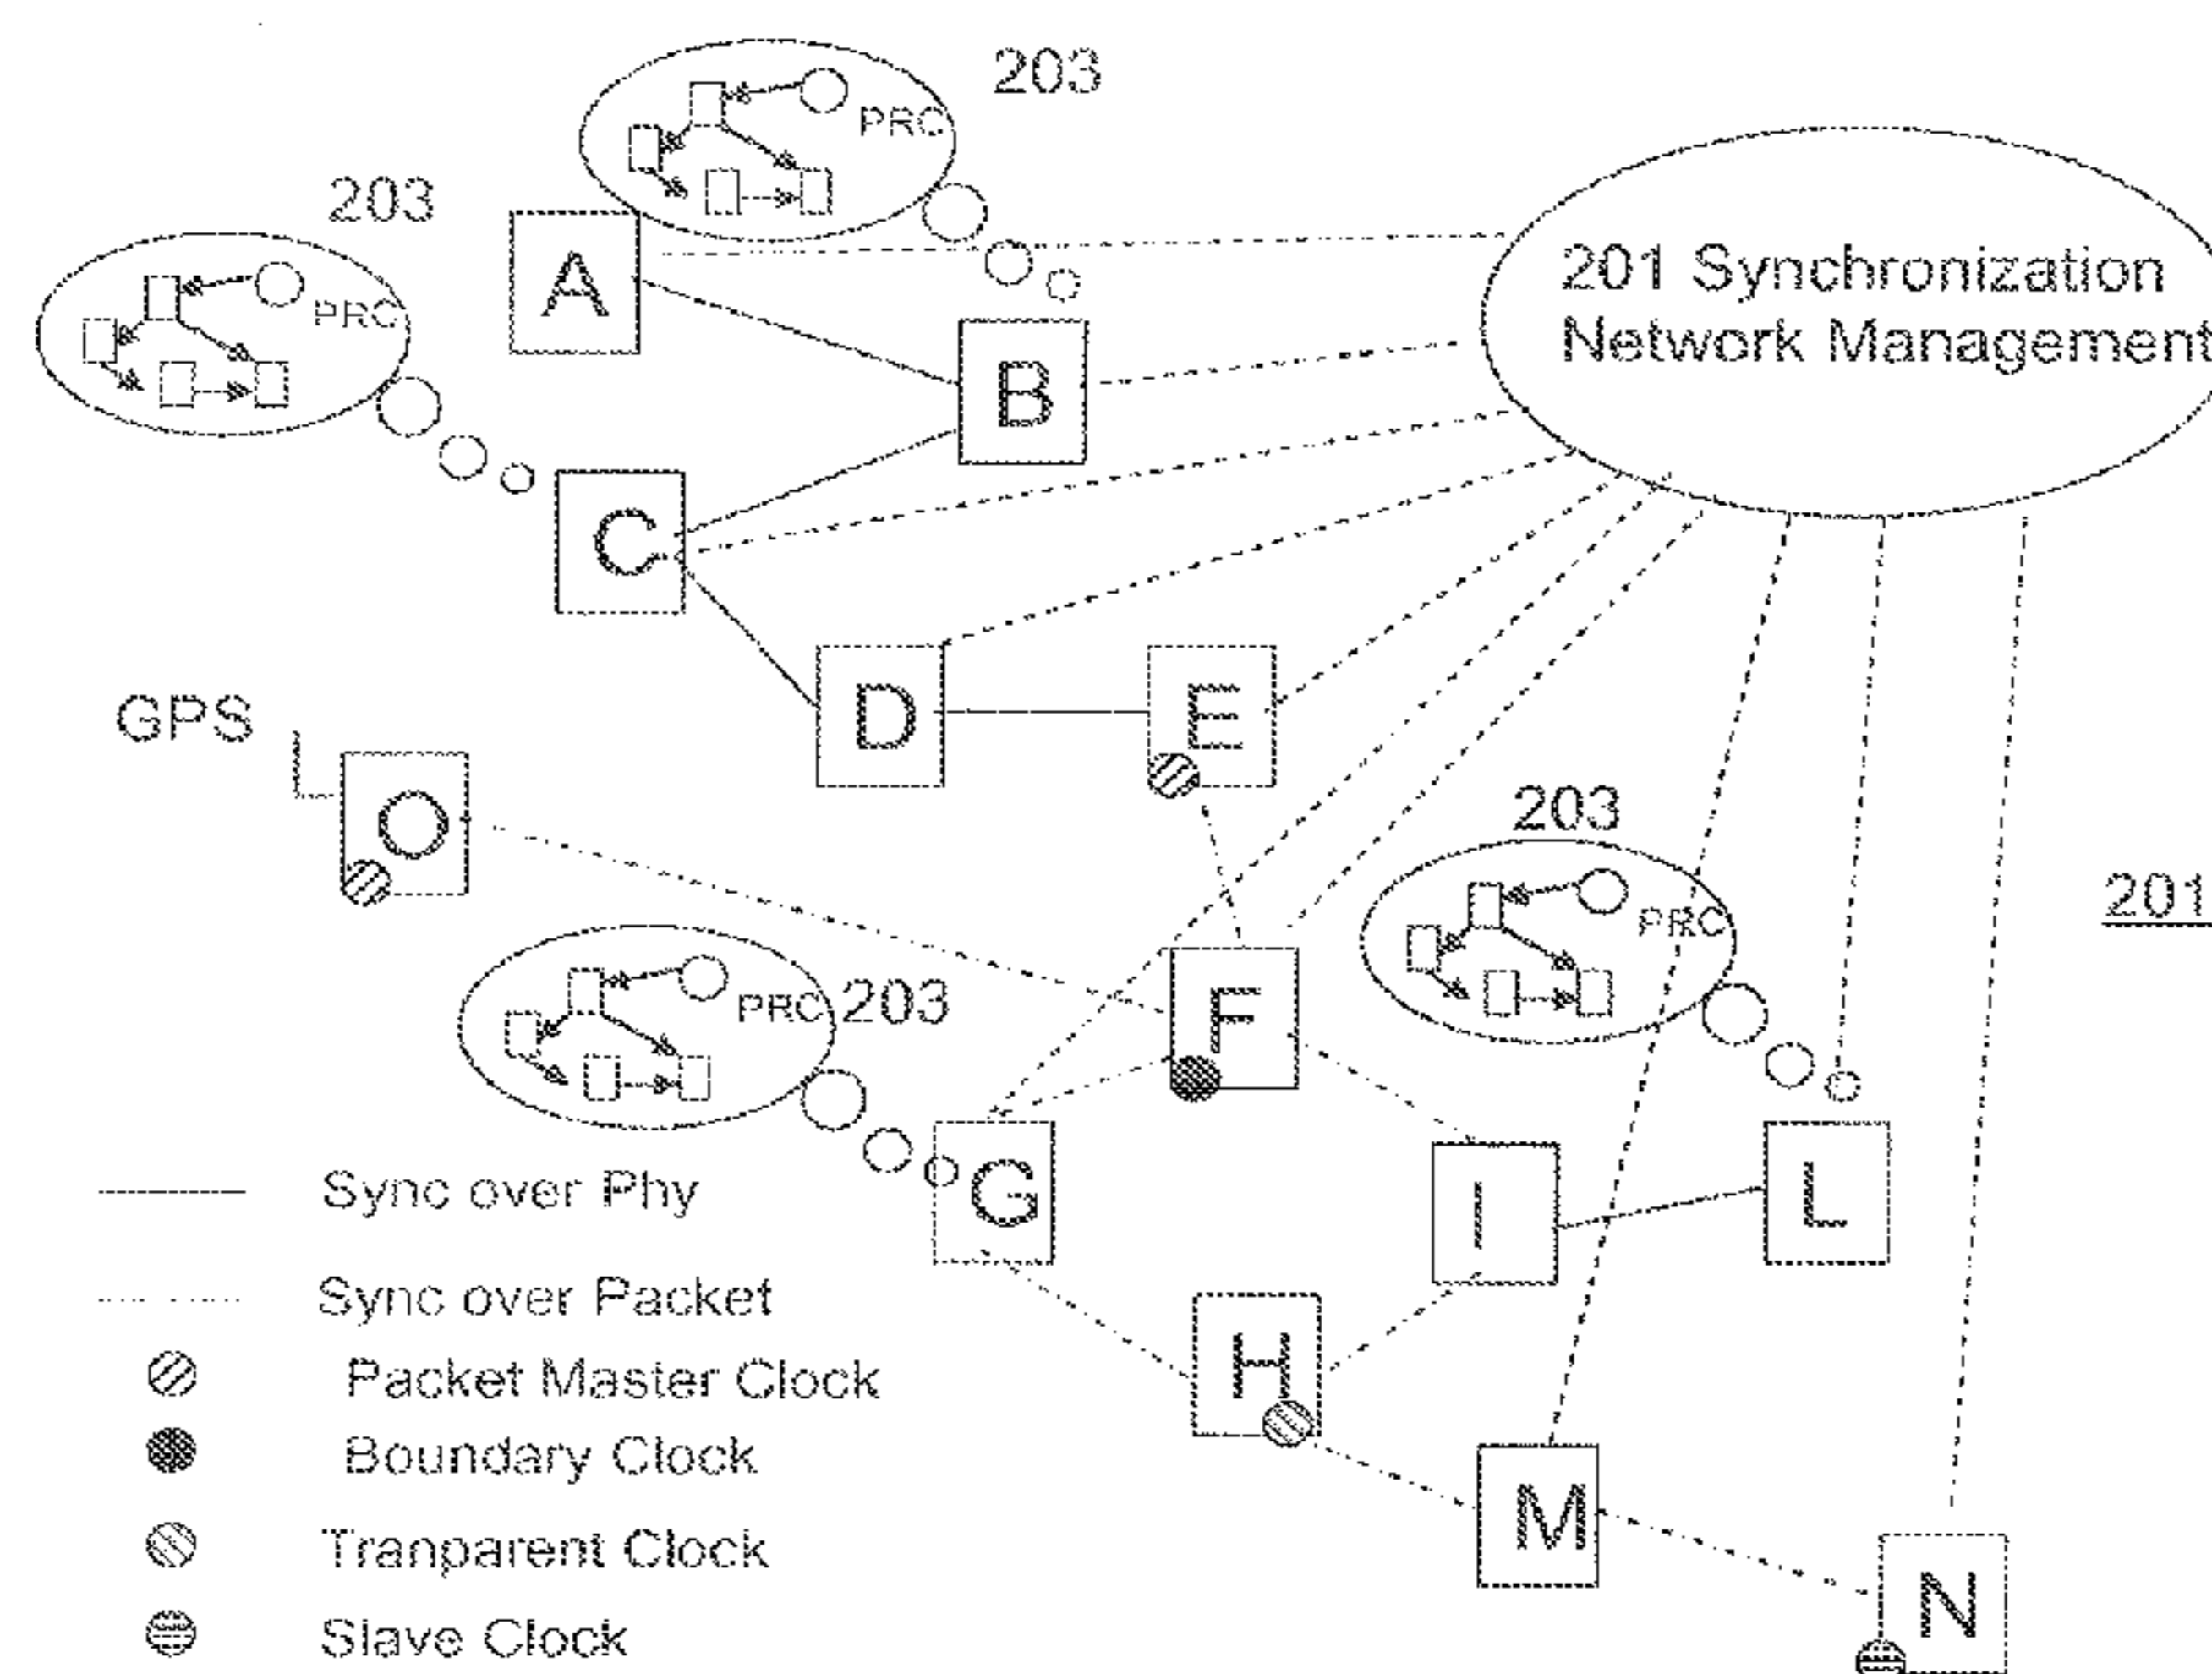 203
PRC
203
PRC
A
B
201 Synchronization
Network Management
C
D
E
GPS
O
203
PRC
201
PRC
203
F
G
I
L
H
M
N
Sync over Phy
Sync over Packet
Packet Master Clock
Boundary Clock
Tranparent Clock
Slave Clock